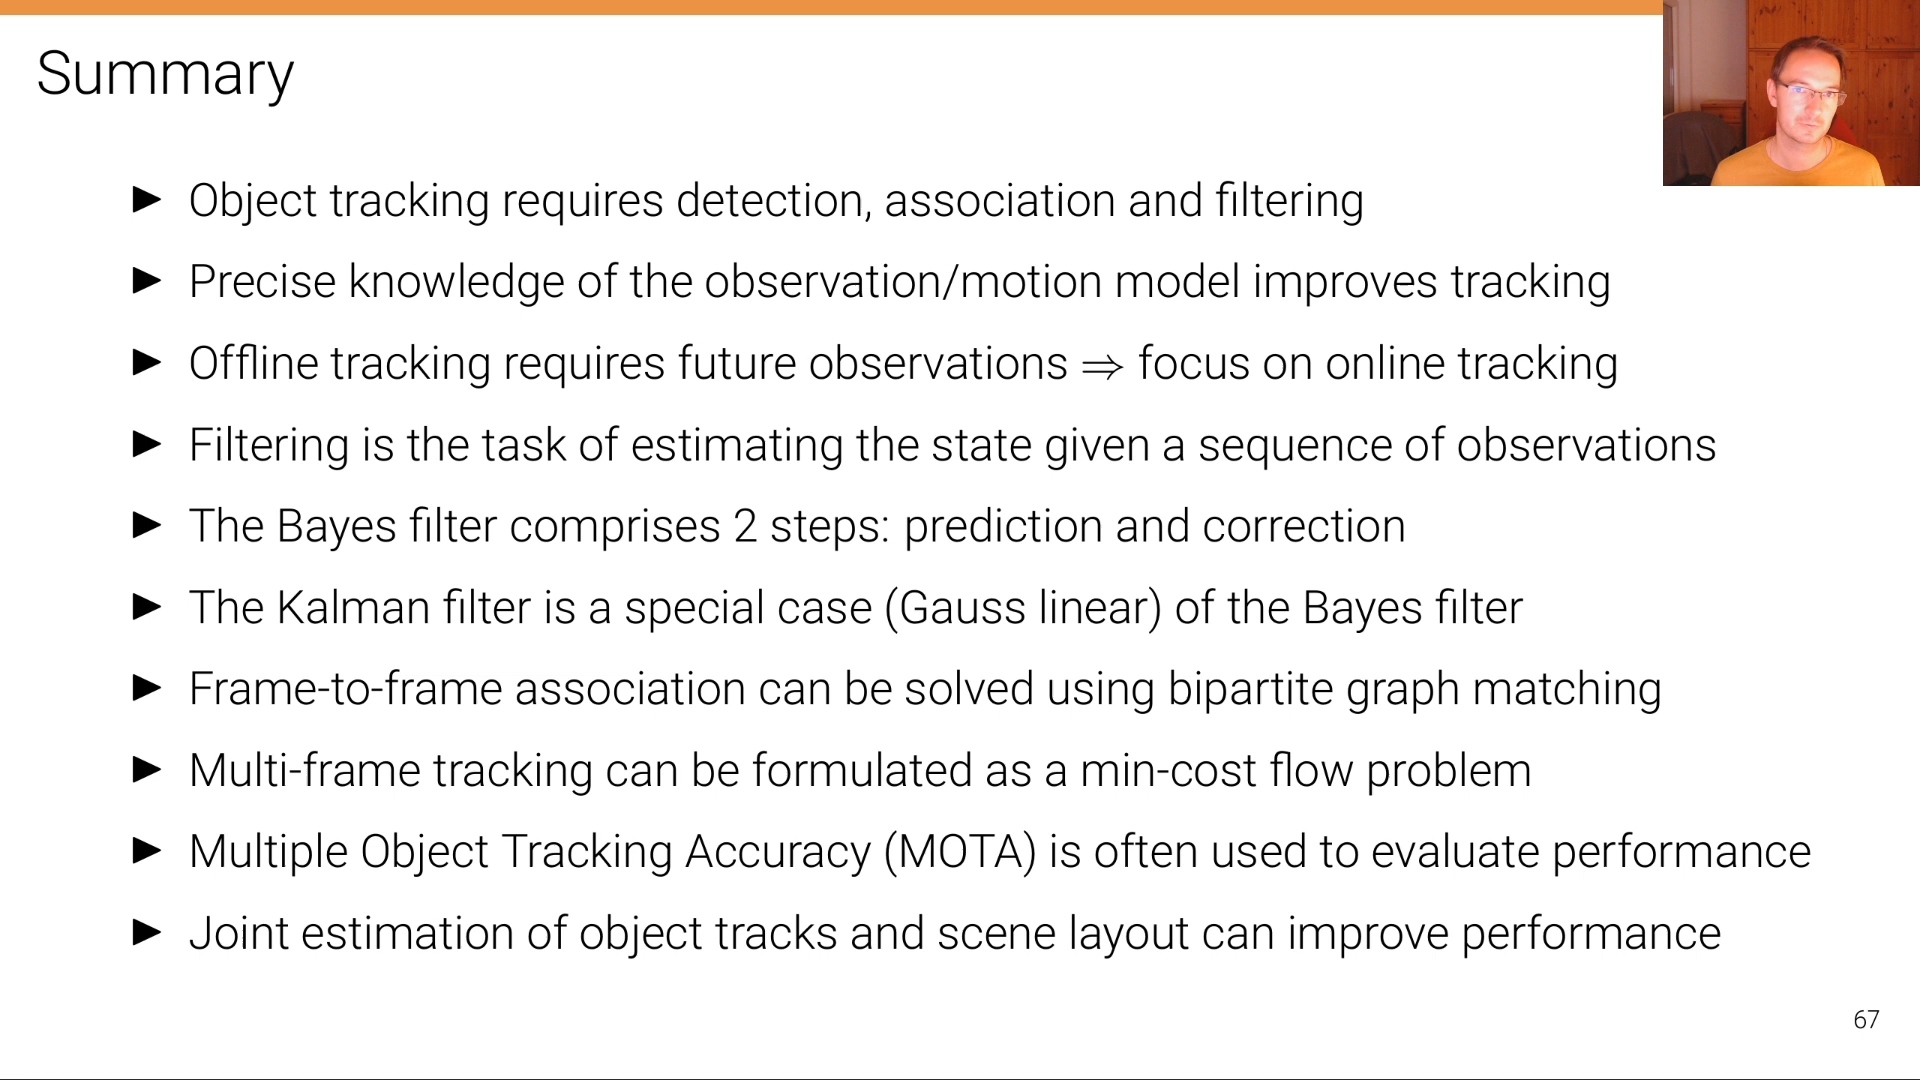 Summary
► Object tracking requires detection, association and filtering
► Precise knowledge of the observation/motion model improves tracking
► Offline tracking requires future observations ⇒ focus on online tracking
► Filtering is the task of estimating the state given a sequence of observations
► The Bayes filter comprises 2 steps: prediction and correction
► The Kalman filter is a special case (Gauss linear) of the Bayes filter
► Frame-to-frame association can be solved using bipartite graph matching
► Multi-frame tracking can be formulated as a min-cost flow problem
► Multiple Object Tracking Accuracy (MOTA) is often used to evaluate performance
► Joint estimation of object tracks and scene layout can improve performance
67